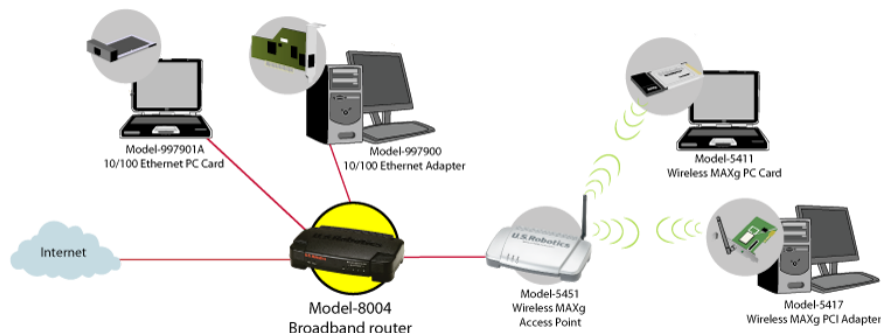 Model-997901A
10/100 Ethernet PC Card
Model-997900
10/100 Ethernet Adapter
Model-5411
Wireless MAXg PC Card
Internet
U.S.Robotics
Model-8004
Broadband router
U.S.Robotics
Model-5451
Wireless MAXg
Access Point
Model-5417
Wireless MAXg PCI Adapter